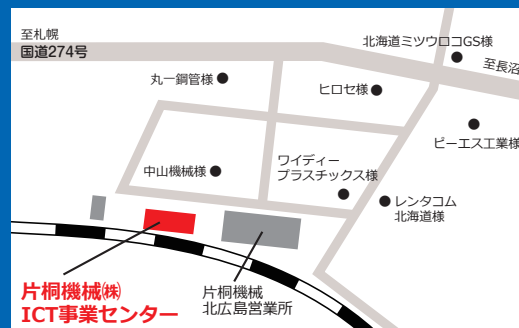 至札幌
国道274号
北海道ミツウロコGS様
至長沼
丸一鋼管様
ヒロセ様
ビーエス工業様
中山機械様
ワイディー
プラスチックス様
レンタコム
北海道様
片桐機械㈱
ICT事業センター
片桐機械
北広島営業所